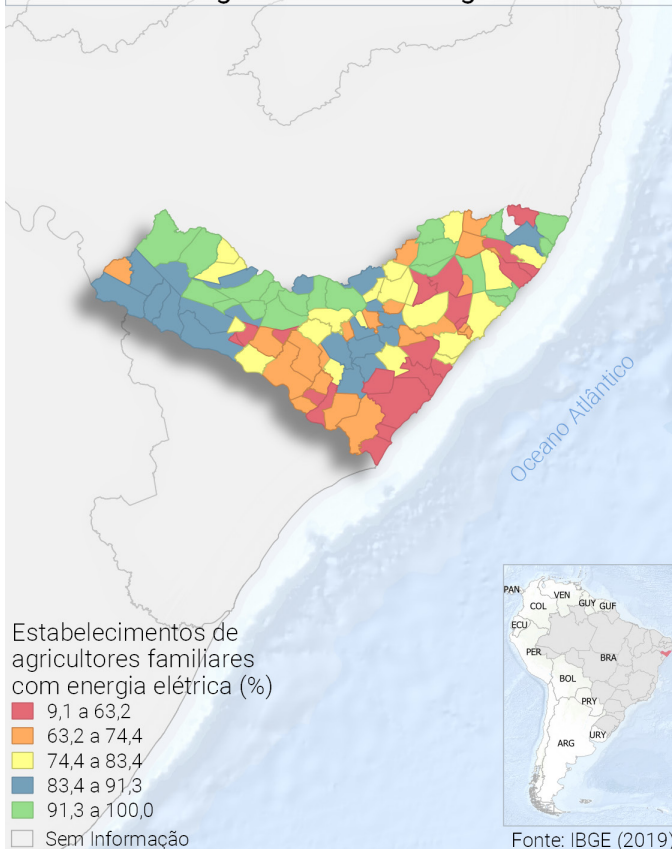 Oceano Atlântico
PAN
VEN
GUY
GUF
COL
ECU
PER
BRA
BOL
PRY
URY
ARG
Estabelecimentos de
agricultores familiares
com energia elétrica (%)
9,1 a 63,2
63,2 a 74,4
74,4 a 83,4
83,4 a 91,3
91,3 a 100,0
Sem Informação
Fonte: IBGE (2019)